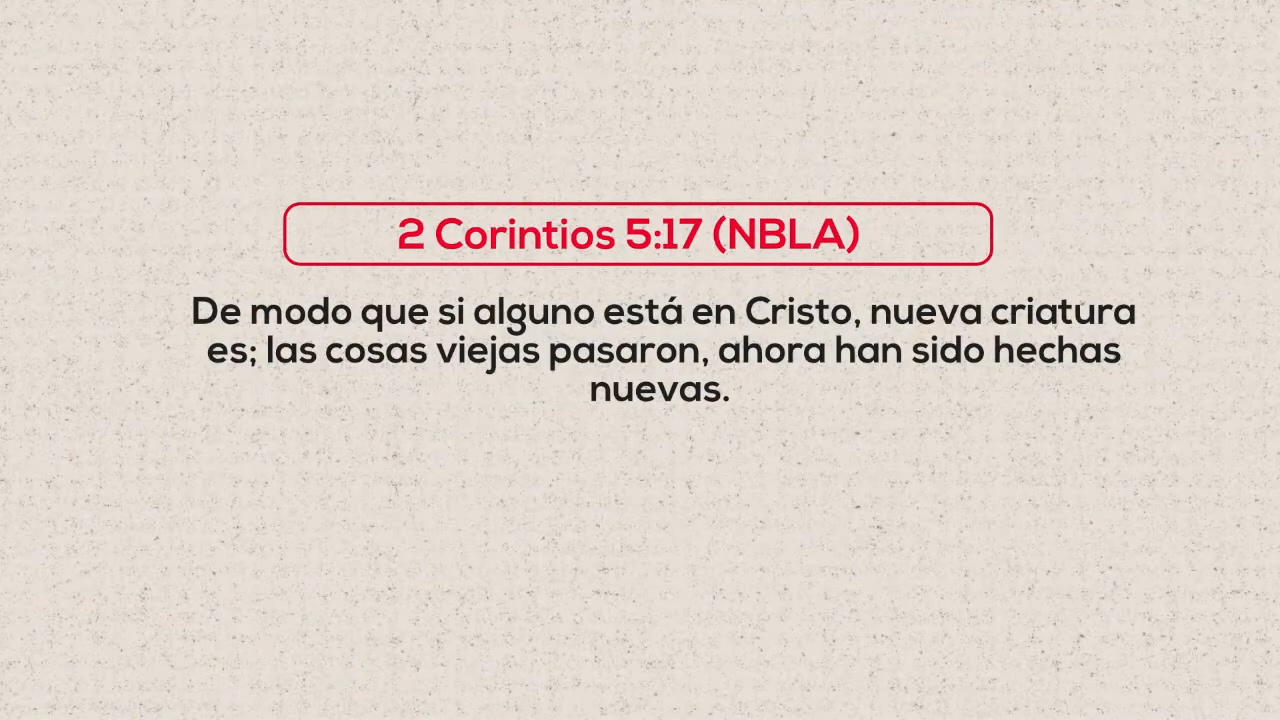 2 Corintios 5:17 (NBLA)
De modo que si alguno está en Cristo, nueva criatura
es; las cosas viejas pasaron, ahora han sido hechas
nuevas.